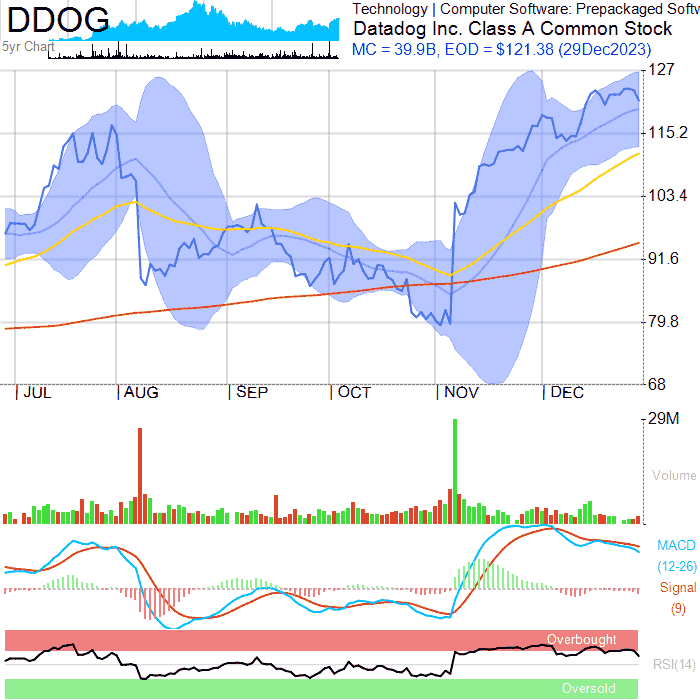 DDOG
5yr Chart
Technology | Computer Software: Prepackaged Softw
Datadog Inc. Class A Common Stock
MC = 39.9B, EOD = $121.38 (29Dec2023)
127
115.2
103.4
91.6
79.8
68
JUL AUG SEP OCT NOV DEC
29M
Volume
MACD
(12-26)
Signal
(9)
Overbought
RSI(14)
Oversold